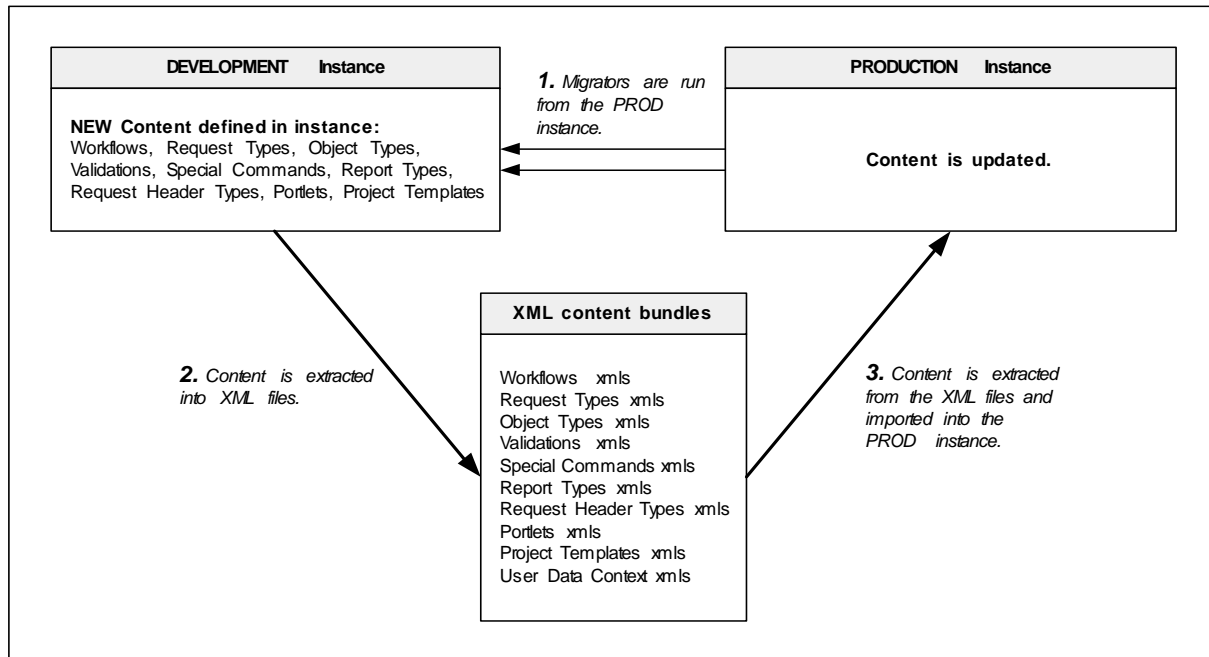 DEVELOPMENT Instance
NEW Content defined in instance:
Workflows, Request Types, Object Types,
Validations, Special Commands, Report Types,
Request Header Types, Portlets, Project Templates
1. Migrators are run
from the PROD
instance.
PRODUCTION Instance
Content is updated.
2. Content is extracted
into XML files.
XML content bundles
Workflows xmls
Request Types xmls
Object Types xmls
Validations xmls
Special Commands xmls
Report Types xmls
Request Header Types xmls
Portlets xmls
Project Templates xmls
User Data Context xmls
3. Content is extracted
from the XML files and
imported into the
PROD instance.